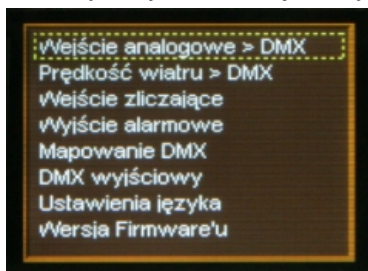 Wejście analogowe > DMX
Prędkość wiatru > DMX
Wejście zliczające
Wyjście alarmowe
Mapowanie DMX
DMX wyjściowy
Ustawienia języka
Wersja Firmware'u